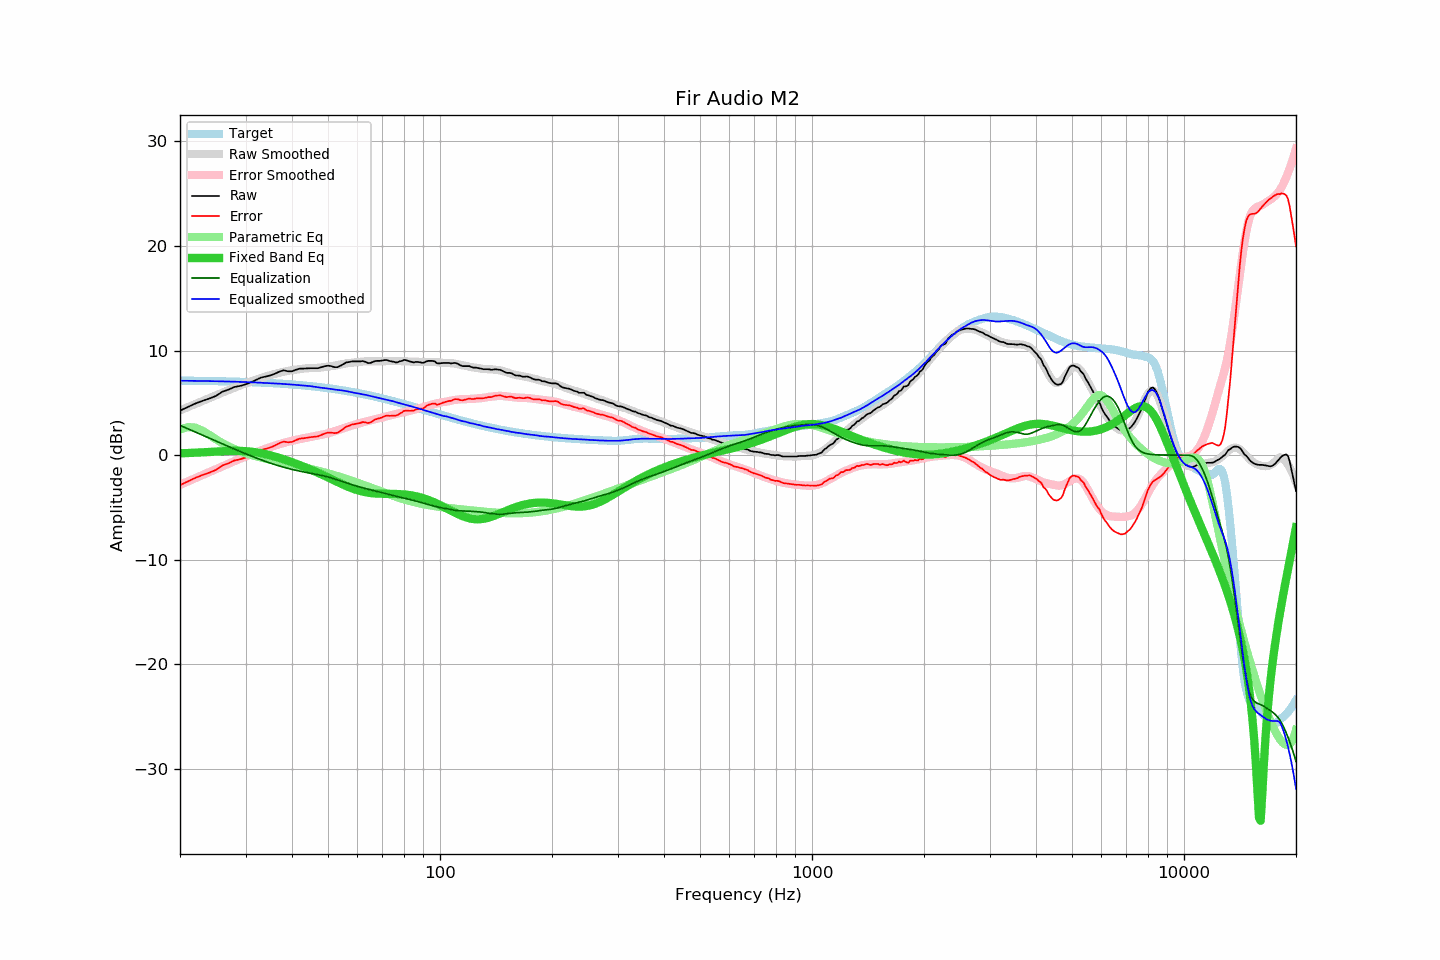 Fir Audio M2
Target
Raw Smoothed
Error Smoothed
Raw
Error
Parametric Eq
Fixed Band Eq
Equalization
Equalized smoothed
30
20
10
0
−10
−20
−30
Amplitude (dBr)
100
1000
10000
Frequency (Hz)